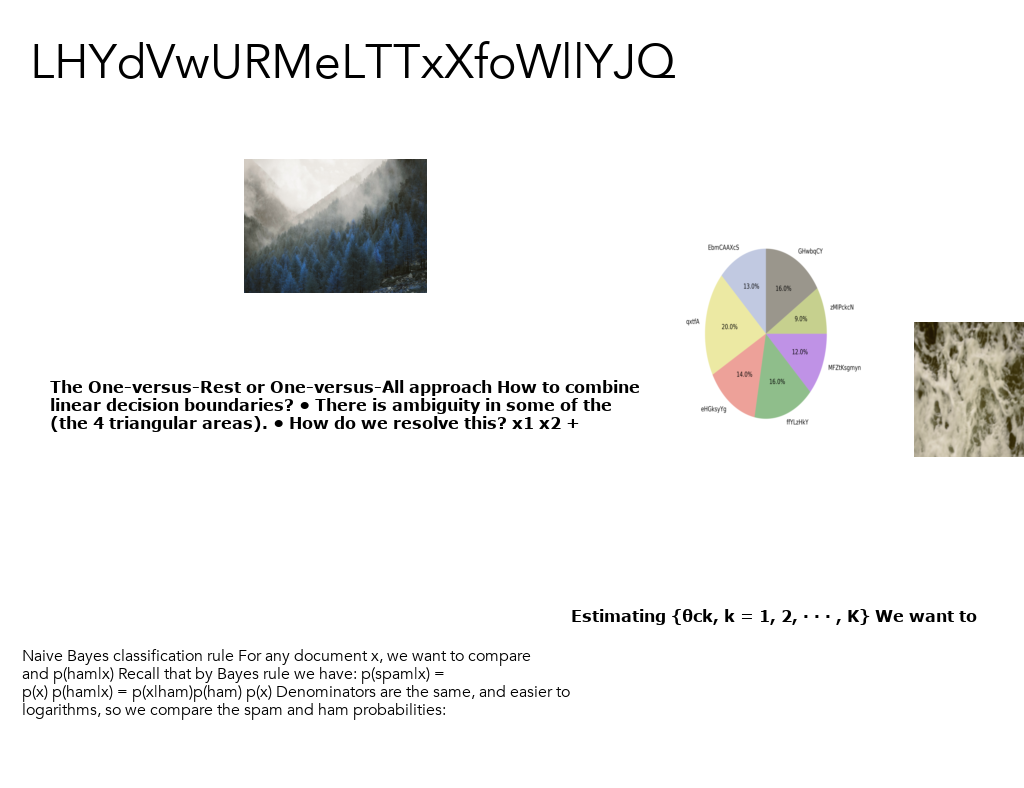 LHYdVwURMeLTTxXfoWllYJQ
EbmCAAXcS
GHwbqCY
13.0%
16.0%
zMlPckcN
9.0%
qxtfA
20.0%
12.0%
MFZtKsgmyn
14.0%
16.0%
eHGksyYg
ffYLzHkY
The One-versus-Rest or One-versus-All approach How to combine
linear decision boundaries? • There is ambiguity in some of the
(the 4 triangular areas). • How do we resolve this? x1 x2 +
Estimating {θck, k = 1, 2, · · · , K} We want to
Naive Bayes classification rule For any document x, we want to compare
and p(ham|x) Recall that by Bayes rule we have: p(spam|x) =
p(x) p(ham|x) = p(x|ham)p(ham) p(x) Denominators are the same, and easier to
logarithms, so we compare the spam and ham probabilities: